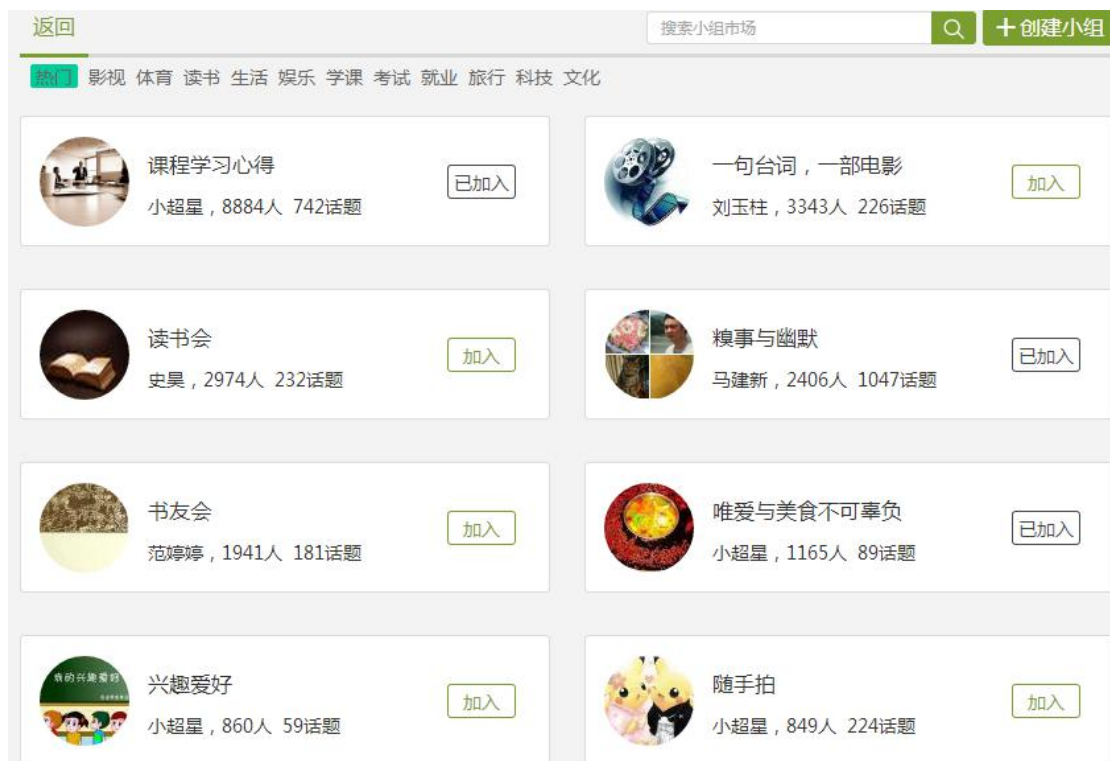 返回
搜索小组市场
+创建小组
热门 影视 体育 读书 生活 娱乐 学课 考试 就业 旅行 科技 文化
课程学习心得
小超星，8884人 742话题
已加入
一句台词，一部电影
刘玉柱，3343人 226话题
加入
读书会
史昊，2974人 232话题
加入
糗事与幽默
马建新，2406人 1047话题
已加入
书友会
范婷婷，1941人 181话题
加入
唯爱与美食不可辜负
小超星，1165人 89话题
已加入
我的兴趣爱好
兴趣爱好
小超星，860人 59话题
加入
随手拍
小超星，849人 224话题
加入